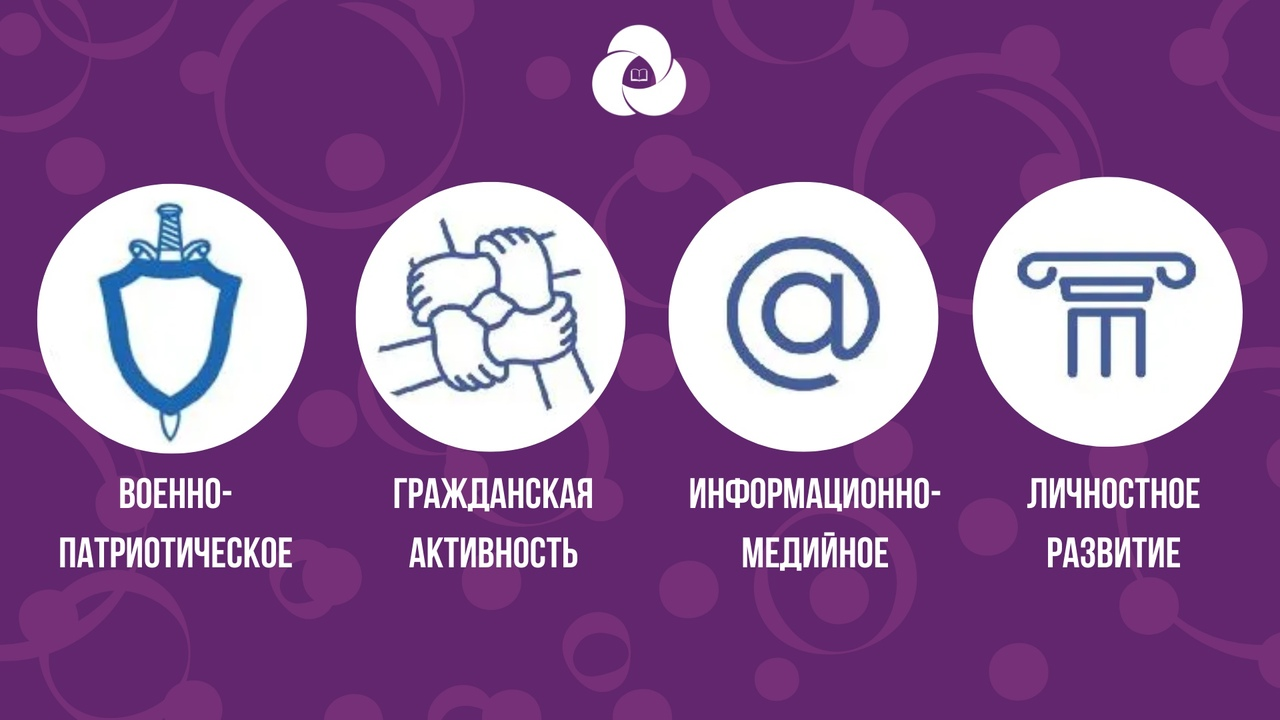 ВОЕННО-
ПАТРИОТИЧЕСКОЕ
ГРАЖДАНСКАЯ
АКТИВНОСТЬ
@
ИНФОРМАЦИОННО-
МЕДИЙНОЕ
ЛИЧНОСТНОЕ
РАЗВИТИЕ